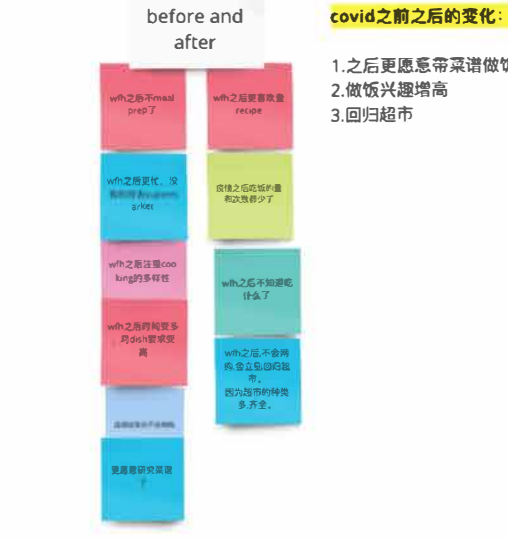 before and
after
covid之前之后的变化:
1.之后更愿意带菜谱做饭
2.做饭兴趣增高
3.回归超市
wfh之后不meal
prep了
wfh之后更喜欢查
recipe
wfh之后更忙，没
arket
疫情之后吃饭的量
和次数都少了
wfh之后注重coo
king的多样性
wfh之后不知道吃
什么了
wfh之后时间变多
对dish要求变
高
wfh之后,不会网
购,会立刻回归超
市。
因为超市的种类
多,齐全。
更愿意研究菜谱
了